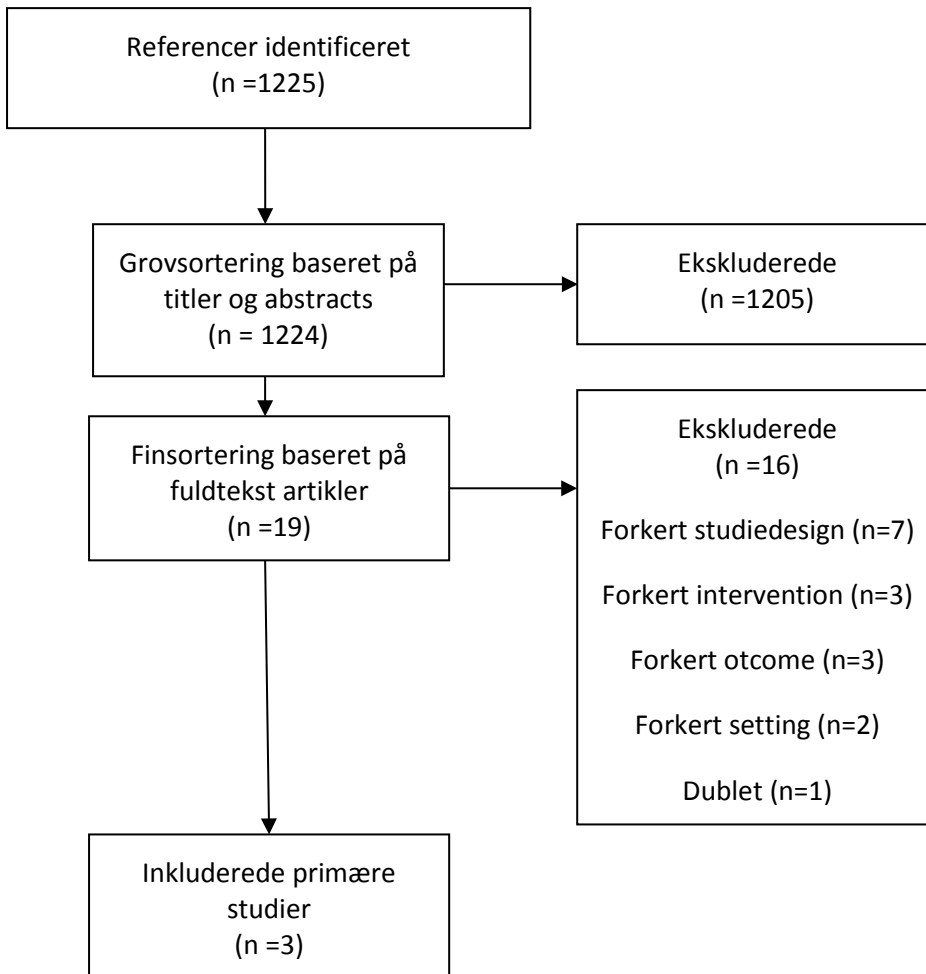 Referencer identificeret
(n =1225)
Grovsortering baseret på
titler og abstracts
(n = 1224)
Ekskluderede
(n =1205)
Finsortering baseret på
fuldtekst artikler
(n =19)
Ekskluderede
(n =16)
Forkert studiedesign (n=7)
Forkert intervention (n=3)
Forkert otcome (n=3)
Forkert setting (n=2)
Dublet (n=1)
Inkluderede primære
studier
(n =3)